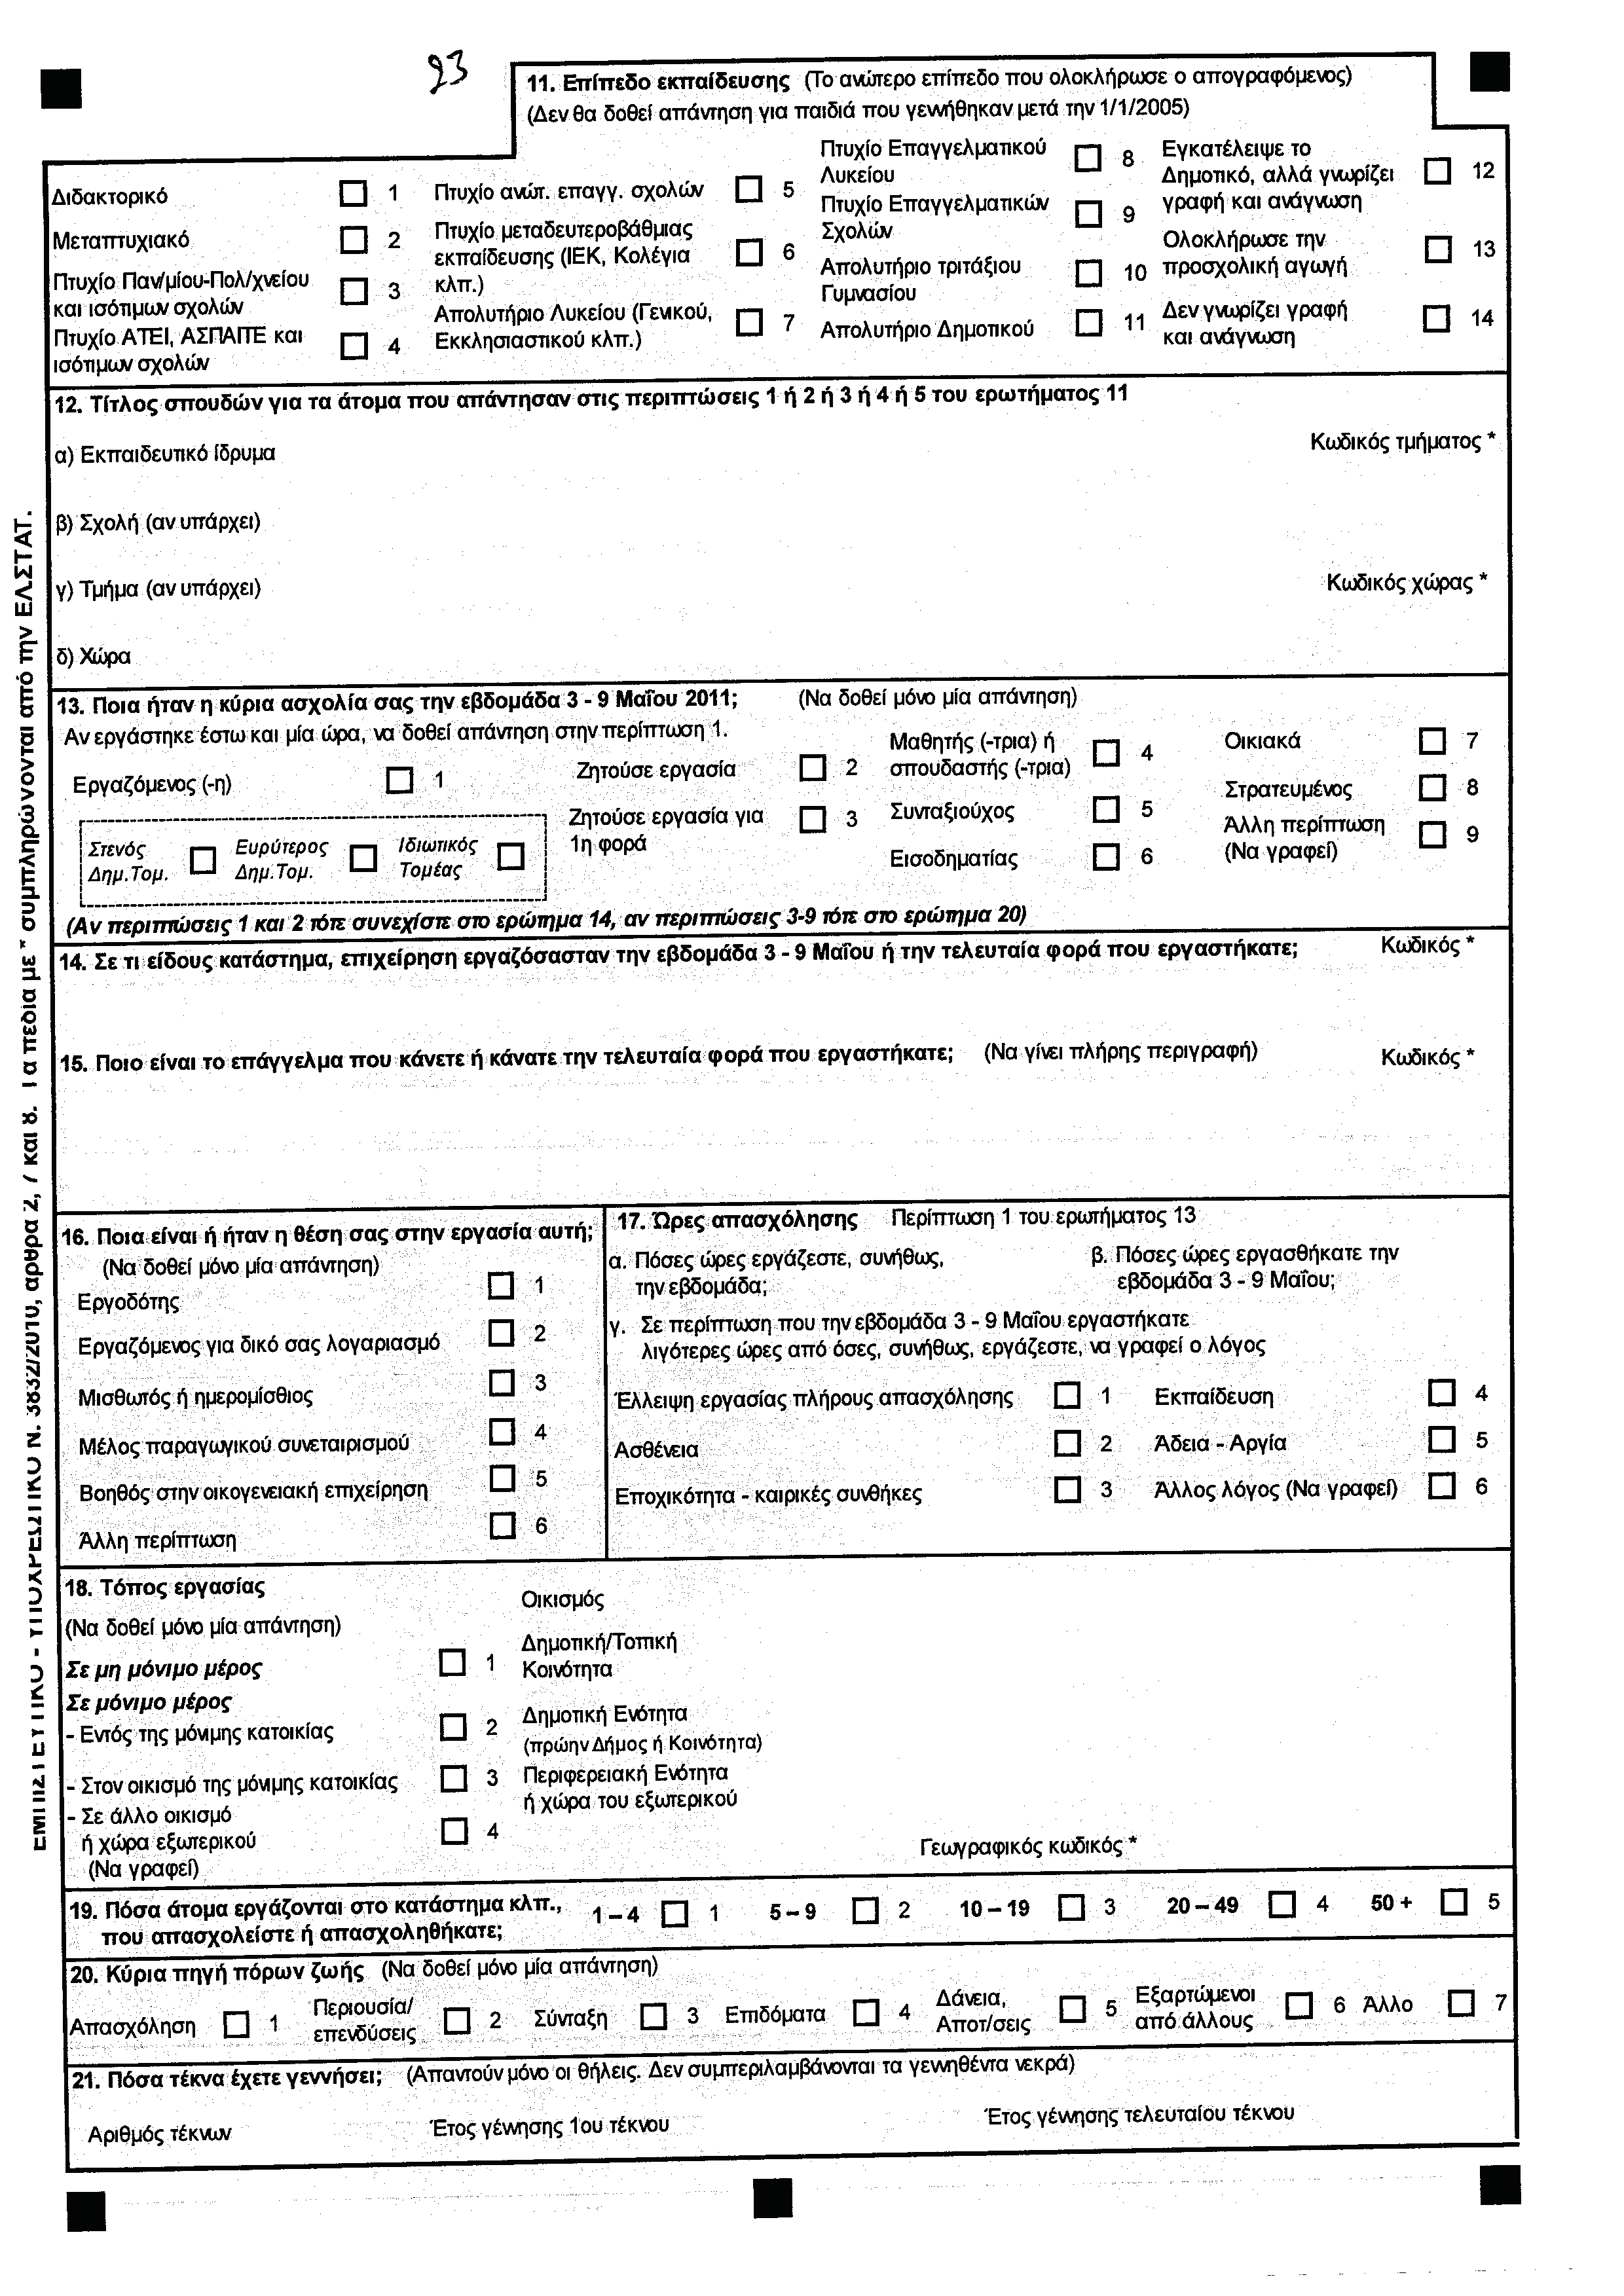 23
11. Επίπεδο εκπαίδευσης (Το ανώτερο επίπεδο που ολοκλήρωσε ο απογραφόμενος)
(Δεν θα δοθεί απάντηση για παιδιά που γεννήθηκαν μετά την 1/1/2005)
Διδακτορικό 1
Μεταπτυχιακό 2
Πτυχίο Παν/μίου-Πολ/χνείου
και ισότιμων σχολών 3
Πτυχίο ΑΤΕΙ, ΑΣΠΑΙΤΕ και
ισότιμων σχολών 4
Πτυχίο ανώτ. επαγγ. σχολών 5
Πτυχίο μεταδευτεροβάθμιας
εκπαίδευσης (ΙΕΚ, Κολέγια 6
κλπ.)
Απολυτήριο Λυκείου (Γενικού, 7
Εκκλησιαστικού κλπ.)
Πτυχίο Επαγγελματικού 8
Λυκείου
Πτυχίο Επαγγελματικών 9
Σχολών
Απολυτήριο τριτάξιου 10
Γυμνασίου
Απολυτήριο Δημοτικού 11
Εγκατέλειψε το
Δημοτικό, αλλά γνωρίζει 12
γραφή και ανάγνωση
Ολοκλήρωσε την 13
προσχολική αγωγή
Δεν γνωρίζει γραφή 14
και ανάγνωση
12. Τίτλος σπουδών για τα άτομα που απάντησαν στις περιπτώσεις 1 ή 2 ή 3 ή 4 ή 5 του ερωτήματος 11
α) Εκπαιδευτικό ίδρυμα
Κωδικός τμήματος *
β) Σχολή (αν υπάρχει)
γ) Τμήμα (αν υπάρχει)
Κωδικός χώρας *
δ) Χώρα
13. Ποια ήταν η κύρια ασχολία σας την εβδομάδα 3 - 9 Μαΐου 2011; (Να δοθεί μόνο μία απάντηση)
Αν εργάστηκε έστω και μία ώρα, να δοθεί απάντηση στην περίπτωση 1.
Εργαζόμενος (-η) 1
Στενός
Δημ.Τομ.
Ευρύτερος
Δημ.Τομ.
Ιδιωτικός
Τομέας
Ζητούσε εργασία 2
Ζητούσε εργασία για 3
1η φορά
Μαθητής (-τρια) ή 4
σπουδαστής (-τρια)
Συνταξιούχος 5
Εισοδηματίας 6
Οικιακά 7
Στρατευμένος 8
Άλλη περίπτωση 9
(Να γραφεί)
(Αν περιπτώσεις 1 και 2 τότε συνεχίστε στο ερώτημα 14, αν περιπτώσεις 3-9 τότε στο ερώτημα 20)
14. Σε τι είδους κατάστημα, επιχείρηση εργαζόσασταν την εβδομάδα 3 - 9 Μαΐου ή την τελευταία φορά που εργαστήκατε; Κωδικός *
15. Ποιο είναι το επάγγελμα που κάνετε ή κάνατε την τελευταία φορά που εργαστήκατε; (Να γίνει πλήρης περιγραφή) Κωδικός *
16. Ποια είναι ή ήταν η θέση σας στην εργασία αυτή;
(Να δοθεί μόνο μία απάντηση)
Εργοδότης 1
Εργαζόμενος για δικό σας λογαριασμό 2
Μισθωτός ή ημερομίσθιος 3
Μέλος παραγωγικού συνεταιρισμού 4
Βοηθός στην οικογενειακή επιχείρηση 5
Άλλη περίπτωση 6
17. Ώρες απασχόλησης Περίπτωση 1 του ερωτήματος 13
α. Πόσες ώρες εργάζεστε, συνήθως,
την εβδομάδα;
β. Πόσες ώρες εργασθήκατε την
εβδομάδα 3 - 9 Μαΐου;
γ. Σε περίπτωση που την εβδομάδα 3 - 9 Μαΐου εργαστήκατε
λιγότερες ώρες από όσες, συνήθως, εργάζεστε, να γραφεί ο λόγος
Έλλειψη εργασίας πλήρους απασχόλησης 1 Εκπαίδευση 4
Ασθένεια 2 Άδεια - Αργία 5
Εποχικότητα - καιρικές συνθήκες 3 Άλλος λόγος (Να γραφεί) 6
18. Τόπος εργασίας
(Να δοθεί μόνο μία απάντηση)
Σε μη μόνιμο μέρος 1
Σε μόνιμο μέρος
- Εντός της μόνιμης κατοικίας 2
- Στον οικισμό της μόνιμης κατοικίας 3
- Σε άλλο οικισμό
ή χώρα εξωτερικού 4
(Να γραφεί)
Οικισμός
Δημοτική/Τοπική
Κοινότητα
Δημοτική Ενότητα
(πρώην Δήμος ή Κοινότητα)
Περιφερειακή Ενότητα
ή χώρα του εξωτερικού
Γεωγραφικός κωδικός *
19. Πόσα άτομα εργάζονται στο κατάστημα κλπ., 1 – 4 1 5 – 9 2 10 – 19 3 20 – 49 4 50 + 5
που απασχολείστε ή απασχοληθήκατε;
20. Κύρια πηγή πόρων ζωής (Να δοθεί μόνο μία απάντηση)
Απασχόληση 1
Περιουσία/
επενδύσεις 2
Σύνταξη 3
Επιδόματα 4
Δάνεια,
Αποτ/σεις 5
Εξαρτώμενοι
από άλλους 6
Άλλο 7
21. Πόσα τέκνα έχετε γεννήσει; (Απαντούν μόνο οι θήλεις. Δεν συμπεριλαμβάνονται τα γεννηθέντα νεκρά)
Αριθμός τέκνων
Έτος γέννησης 1ου τέκνου
Έτος γέννησης τελευταίου τέκνου
ΕΜΠΙΣΤΕΥΤΙΚΟ - ΥΠΟΧΡΕΩΤΙΚΟ Ν. 3832/2010, άρθρα 2, 7 και 8. Τα πεδία με * συμπληρώνονται από την ΕΛΣΤΑΤ.